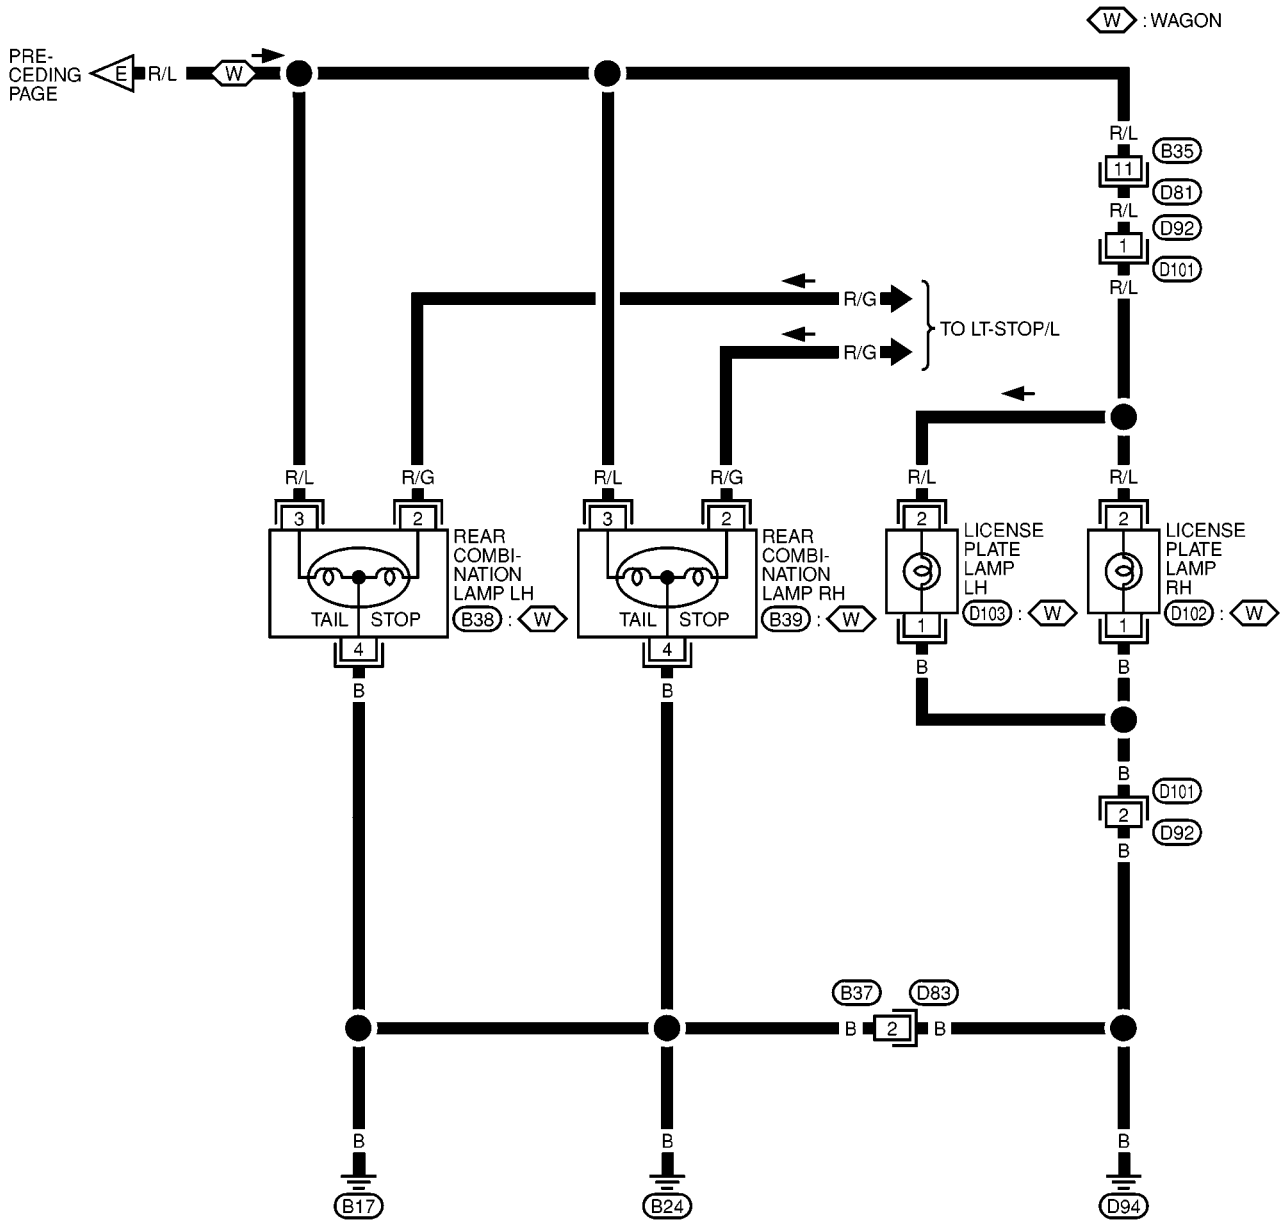 W : WAGON
PRE-
CEDING
PAGE
E R/L W
R/L
11
B35
D81
R/L
D92
1
D101
R/L
R/G
R/G
TO LT-STOP/L
R/L R/G R/L R/G R/L R/L
3 2 3 2 2 2
REAR
COMBI-
NATION
LAMP LH
B38 : W
TAIL STOP
REAR
COMBI-
NATION
LAMP RH
B39 : W
TAIL STOP
LICENSE
PLATE
LAMP
LH
D103 : W
LICENSE
PLATE
LAMP
RH
D102 : W
4 4 1 1
B B B B
B
D101
2
D92
B
B37 D83
B 2 B
B B B
B17 B24 D94